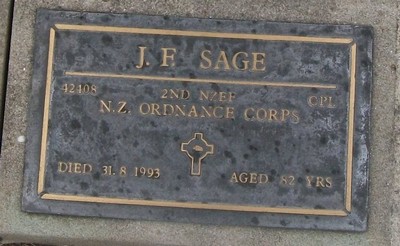 J. F. SAGE
42408 2ND NZEF CPL
N.Z. ORDNANCE CORPS
DIED 31.8 1993 AGED 82 YRS